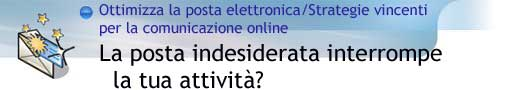 Ottimizza la posta elettronica/Strategie vincenti
per la comunicazione online
La posta indesiderata interrompe
la tua attività?